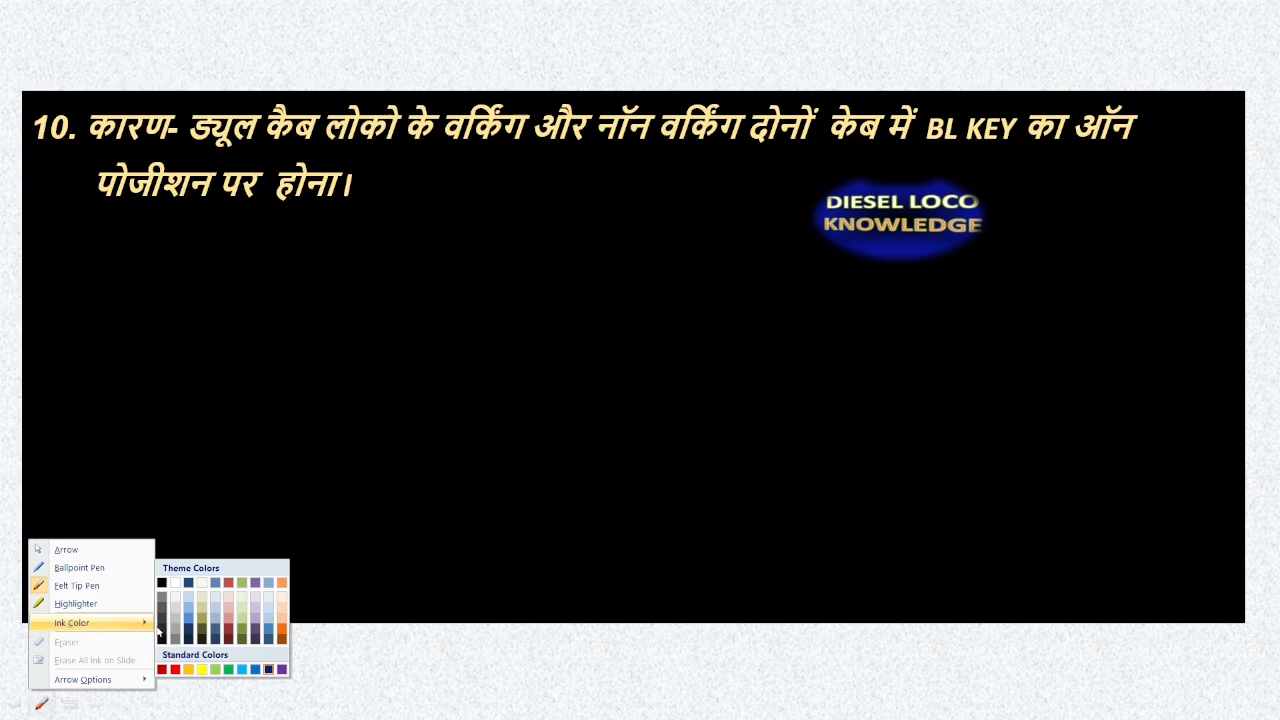 10. कारण- ड्यूल कैब लोको के वर्किंग और नॉन वर्किंग दोनों केब में BL KEY का ऑन
पोजीशन पर होना।
DIESEL LOCO
KNOWLEDGE
Arrow
Ballpoint Pen
Felt Tip Pen
Highlighter
Ink Color
Eraser
Erase All Ink on Slide
Arrow Options
Theme Colors
Standard Colors